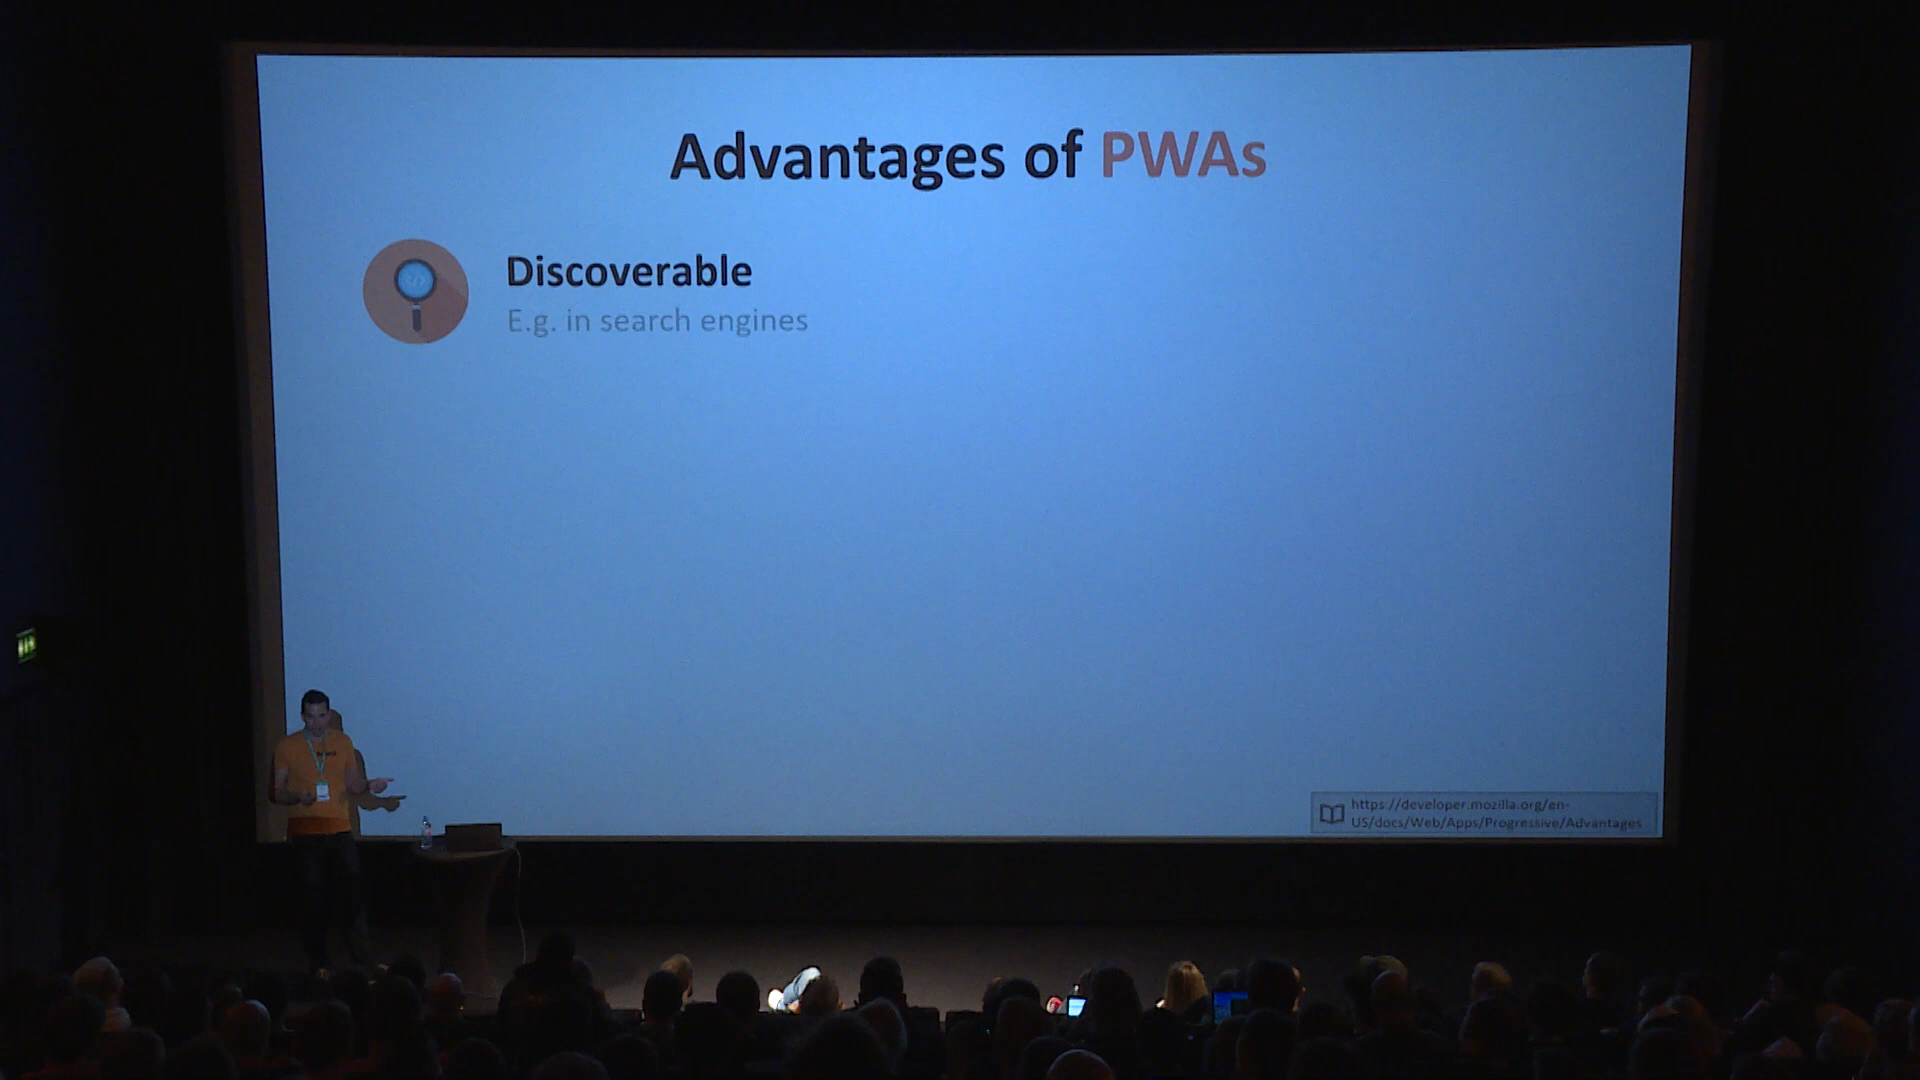 Advantages of PWAs
Discoverable
E.g. in search engines
https://developer.mozilla.org/en-
US/docs/Web/Apps/Progressive/Advantages